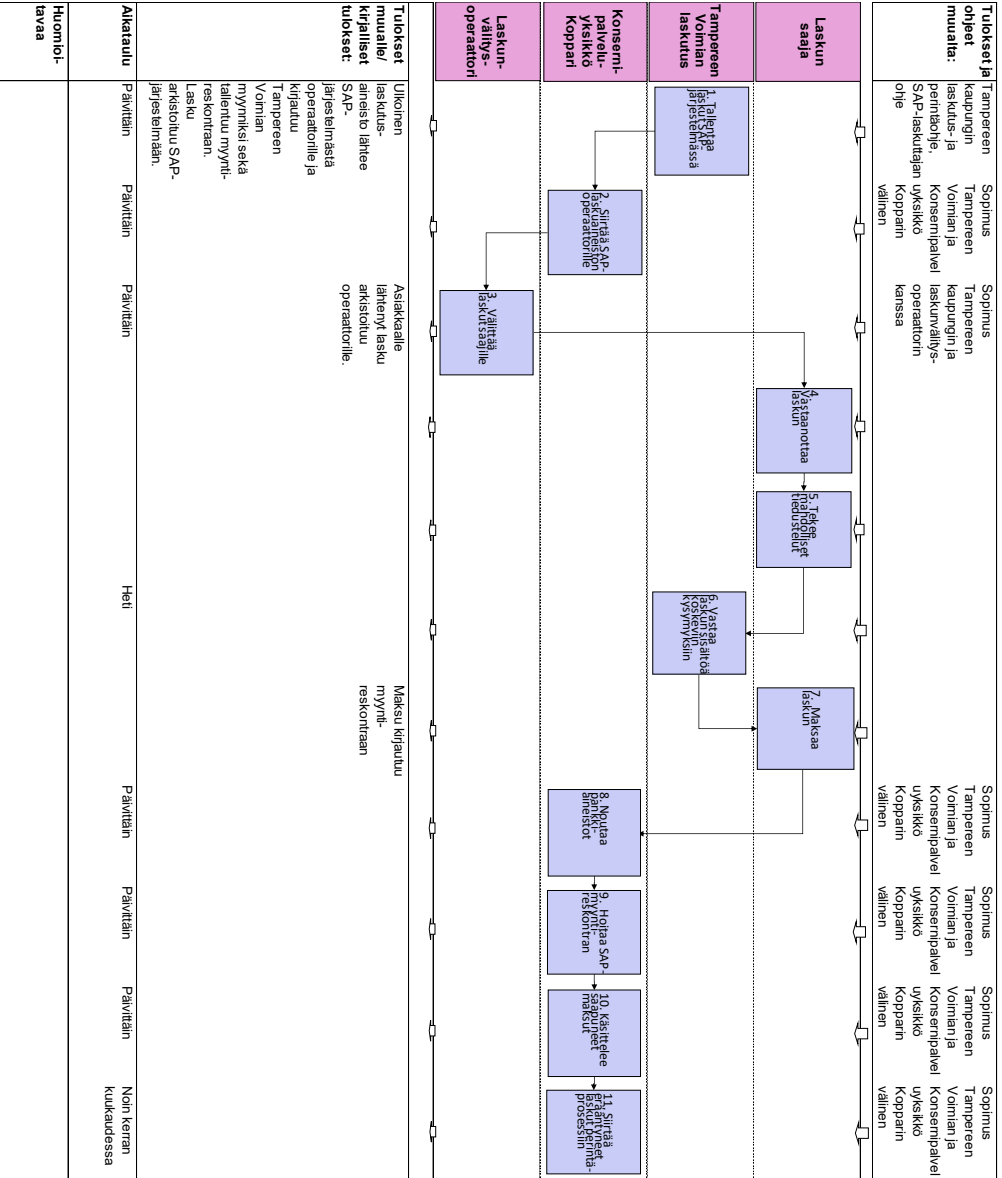 Tulokset ja
ohjeet
muualta:
Tampereen
kaupungin
laskutus- ja
perintäohje,
SAP-laskuttajan
ohje
Sopimus
Tampereen
Voimian ja
Konsernipalvel
uyksikkö
Kopparin
välinen
Sopimus
Tampereen
kaupungin ja
laskunvälitys-
operaattorin
kanssa
Sopimus
Tampereen
Voimian ja
Konsernipalvel
uyksikkö
Kopparin
välinen
Sopimus
Tampereen
Voimian ja
Konsernipalvel
uyksikkö
Kopparin
välinen
Sopimus
Tampereen
Voimian ja
Konsernipalvel
uyksikkö
Kopparin
välinen
Sopimus
Tampereen
Voimian ja
Konsernipalvel
uyksikkö
Kopparin
välinen
Laskun
saaja
4.
Vastaanottaa
laskun
5. Tekee
mahdolliset
tiedustelut
7. Maksaa
laskun
Tampereen
Voimian
laskutus
1. Tallentaa
laskut SAP-
järjestelmässä
6. Vastaa
laskun sisältöä
koskeviin
kysymyksiin
Konserni-
palvelu-
yksikkö
Koppari
2. Siirtää SAP-
laskuaineiston
operaattorille
8. Noutaa
pankki-
aineistot
9. Hoitaa SAP-
myynti-
reskontran
10. Käsittelee
saapuneet
maksut
11. Siirtää
erääntyneet
laskut perintä-
prosessiin
Laskun-
välitys-
operaattori
3. Välittää
laskut saajille
Tulokset
muualle/
kirjalliset
tulokset:
Ulkoinen
laskutus-
aineisto lähtee
SAP-
järjestelmästä
operaattorille ja
kirjautuu
Tampereen
Voimian
myynniksi sekä
tallentuu myynti-
reskontraan.
Lasku
arkistoituu SAP-
järjestelmään.
Asiakkaalle
lähtenyt lasku
arkistoituu
operaattorille.
Maksu kirjautuu
myynti-
reskontraan
Aikataulu
Päivittäin
Päivittäin
Päivittäin
Heti
Päivittäin
Päivittäin
Päivittäin
Noin kerran
kuukaudessa
Huomioi-
tavaa